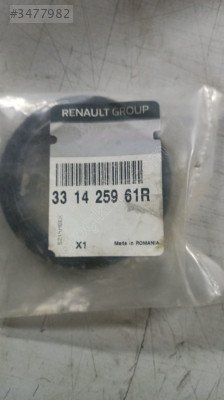 #3477982
RENAULT GROUP
33 14 259 61R
X1
Made in ROMANIA